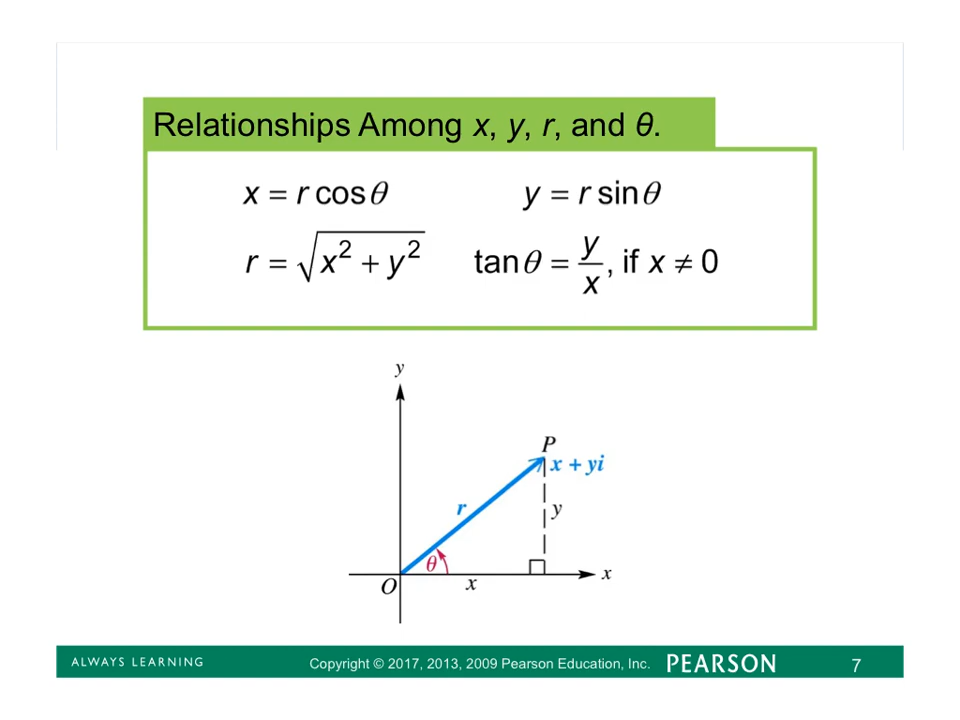 Relationships Among x, y, r, and θ.
x = r cos θ   y = r sin θ
r = √(x² + y²)   tan θ = y/x, if x ≠ 0
y
P
x + yi
r
y
θ
x
O
x
ALWAYS LEARNING
Copyright © 2017, 2013, 2009 Pearson Education, Inc.
PEARSON
7